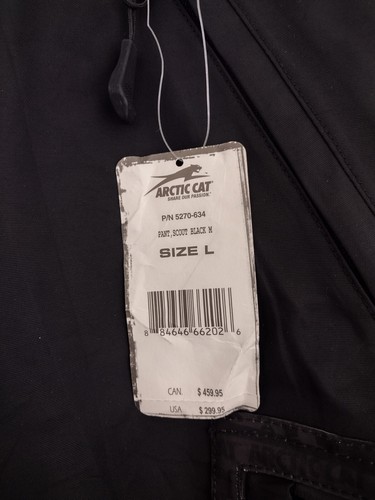 ARCTIC CAT
SHARE OUR PASSION.
P/N 5270-634
PANT,SCOUT BLACK M
SIZE L
8 84646 66202 6
CAN. $459.95
USA $299.95